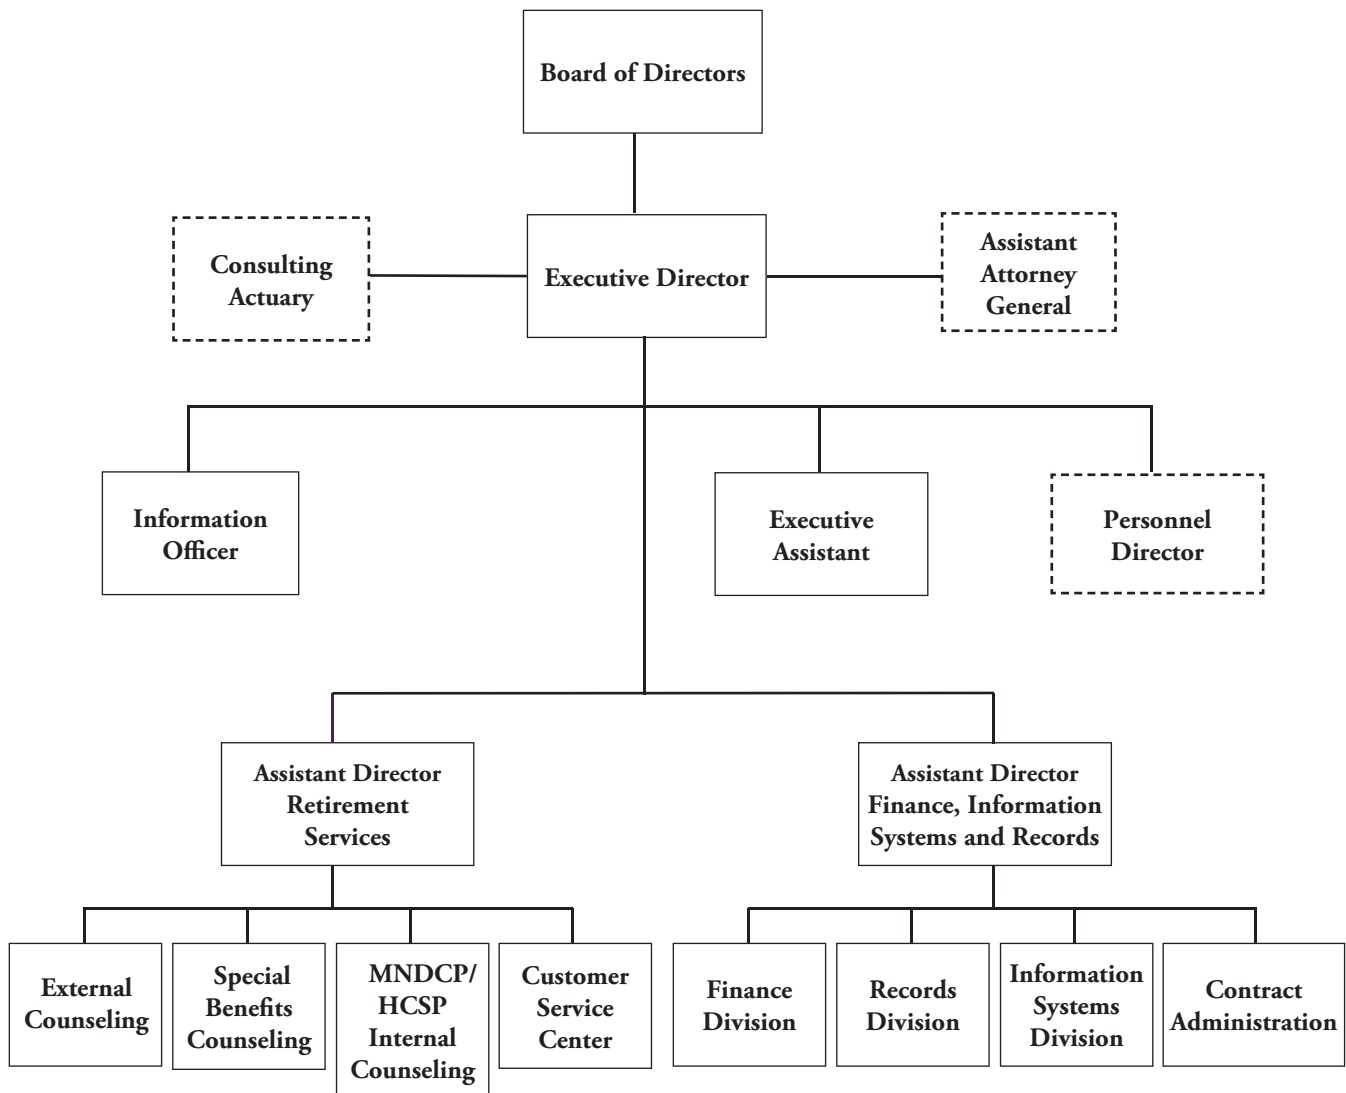 Board of Directors
Consulting
Actuary
Executive Director
Assistant
Attorney
General
Information
Officer
Executive
Assistant
Personnel
Director
Assistant Director
Retirement
Services
Assistant Director
Finance, Information
Systems and Records
External
Counseling
Special
Benefits
Counseling
MNDCP/
HCSP
Internal
Counseling
Customer
Service
Center
Finance
Division
Records
Division
Information
Systems
Division
Contract
Administration